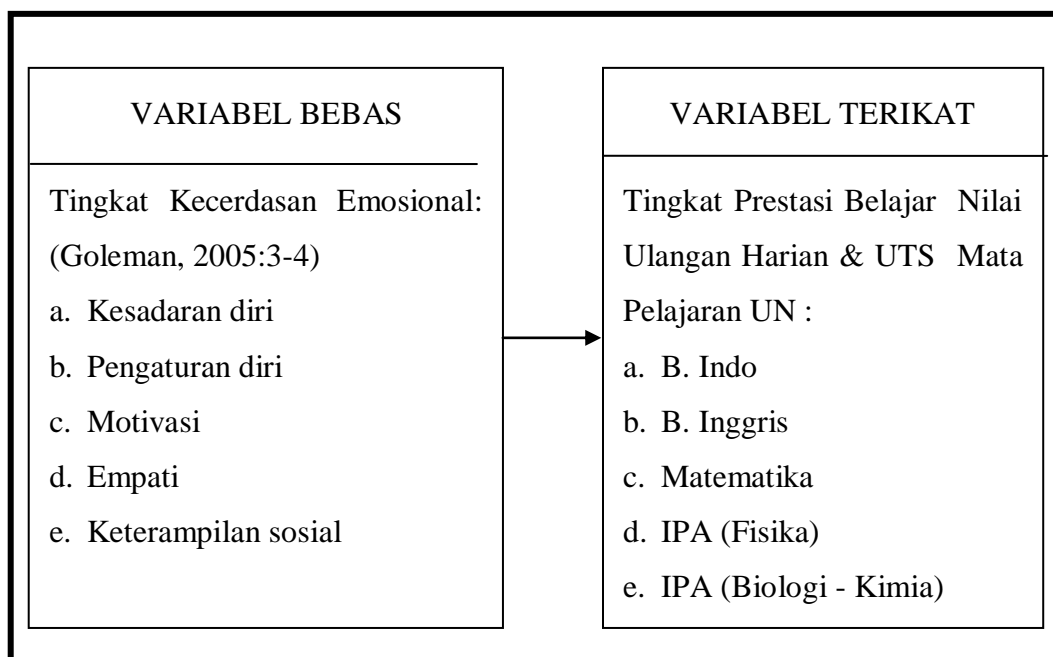 VARIABEL BEBAS
Tingkat Kecerdasan Emosional:
(Goleman, 2005:3-4)
a. Kesadaran diri
b. Pengaturan diri
c. Motivasi
d. Empati
e. Keterampilan sosial
VARIABEL TERIKAT
Tingkat Prestasi Belajar Nilai
Ulangan Harian & UTS Mata
Pelajaran UN :
a. B. Indo
b. B. Inggris
c. Matematika
d. IPA (Fisika)
e. IPA (Biologi - Kimia)